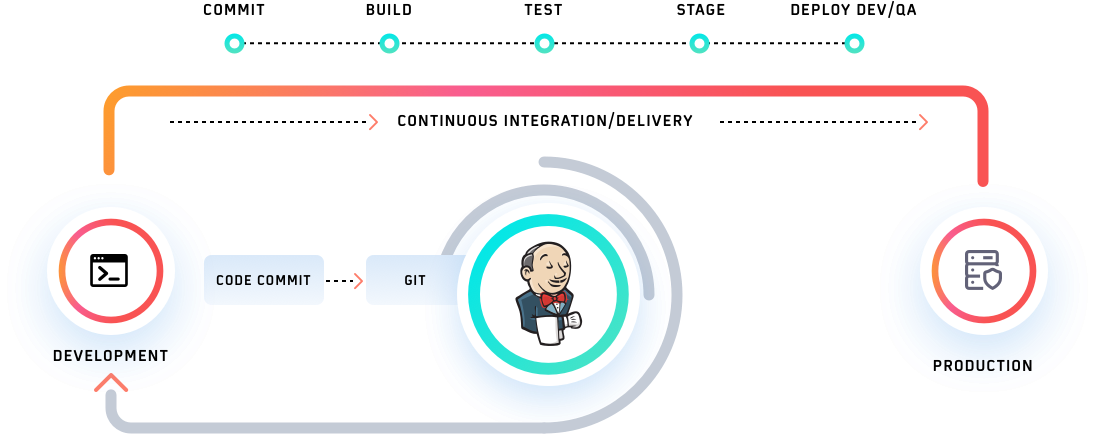 COMMIT
BUILD
TEST
STAGE
DEPLOY DEV/QA
CONTINUOUS INTEGRATION/DELIVERY
CODE COMMIT
GIT
DEVELOPMENT
PRODUCTION